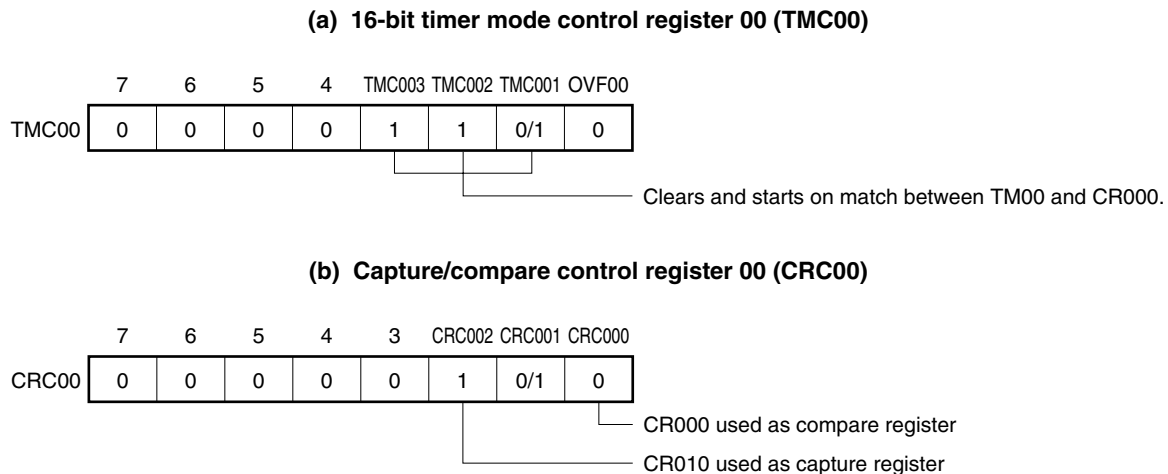 (a) 16-bit timer mode control register 00 (TMC00)
7 6 5 4 TMC003 TMC002 TMC001 OVF00
TMC00 0 0 0 0 1 1 0/1 0
Clears and starts on match between TM00 and CR000.
(b) Capture/compare control register 00 (CRC00)
7 6 5 4 3 CRC002 CRC001 CRC000
CRC00 0 0 0 0 0 1 0/1 0
CR000 used as compare register
CR010 used as capture register